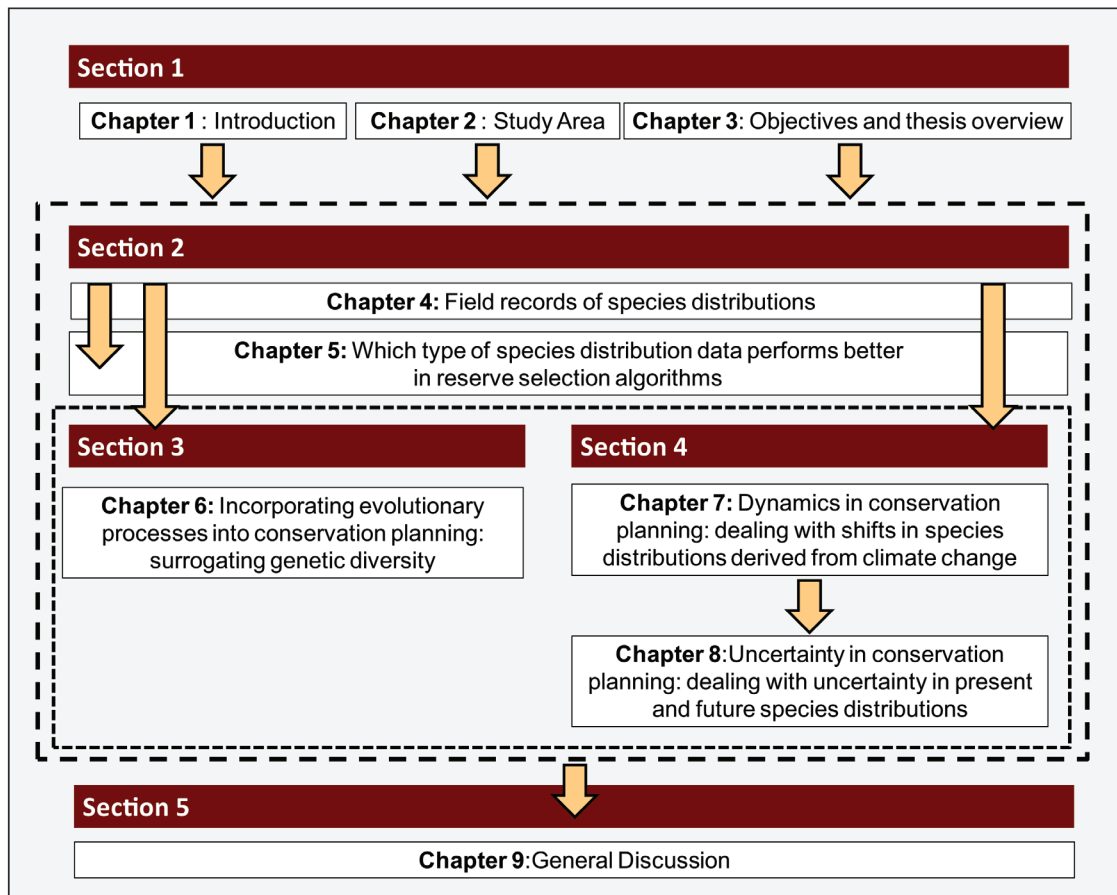 Section 1
Chapter 1 : Introduction
Chapter 2 : Study Area
Chapter 3: Objectives and thesis overview
Section 2
Chapter 4: Field records of species distributions
Chapter 5: Which type of species distribution data performs better
in reserve selection algorithms
Section 3
Chapter 6: Incorporating evolutionary
processes into conservation planning:
surrogating genetic diversity
Section 4
Chapter 7: Dynamics in conservation
planning: dealing with shifts in species
distributions derived from climate change
Chapter 8:Uncertainty in conservation
planning: dealing with uncertainty in present
and future species distributions
Section 5
Chapter 9:General Discussion